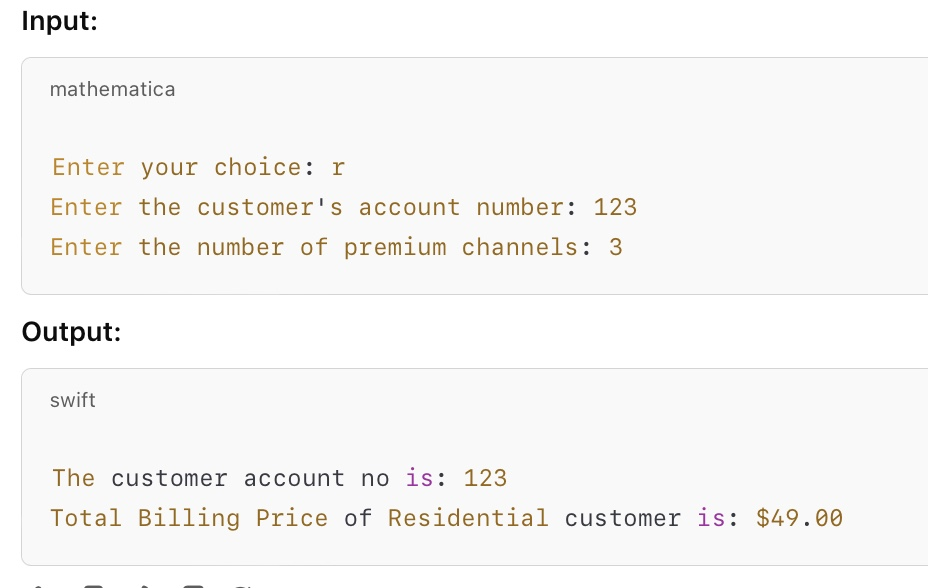 Input:
mathematica
Enter your choice: r
Enter the customer's account number: 123
Enter the number of premium channels: 3
Output:
swift
The customer account no is: 123
Total Billing Price of Residential customer is: $49.00